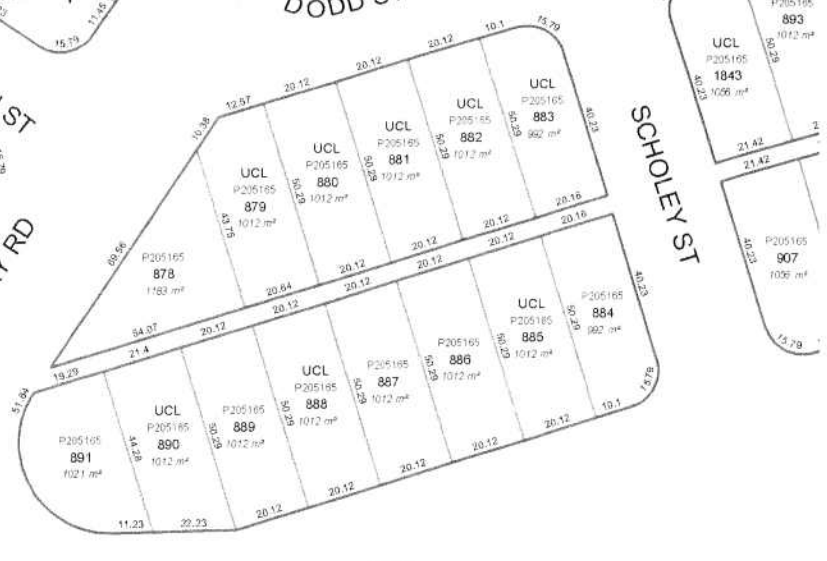 DODD
15.79
11.45
15.79
ST
RD
SCHOLEY ST
10.38
12.57
20.12
20.12
20.12
10.1
15.79
40.23
UCL
P205165
893
1012 m²
50.29
UCL
P205165
1843
1056 m²
40.23
21.42
21.42
UCL
P205165
883
992 m²
50.29
UCL
P205165
882
1012 m²
50.29
UCL
P205165
881
1012 m²
50.29
UCL
P205165
880
1012 m²
50.29
UCL
P205165
879
1012 m²
43.75
P205165
878
1183 m²
69.56
54.07
20.64
20.12
20.12
20.12
20.16
19.29
21.4
20.12
20.12
20.12
20.12
20.12
20.16
40.23
P205165
907
1056 m²
40.23
15.79
P205165
884
992 m²
50.29
UCL
P205165
885
1012 m²
50.29
P205165
886
1012 m²
50.29
P205165
887
1012 m²
50.29
UCL
P205165
888
1012 m²
50.29
P205165
889
1012 m²
50.29
UCL
P205165
890
1012 m²
44.28
P205165
891
1021 m²
51.64
11.23
22.23
20.12
20.12
20.12
20.12
20.12
10.1
15.79